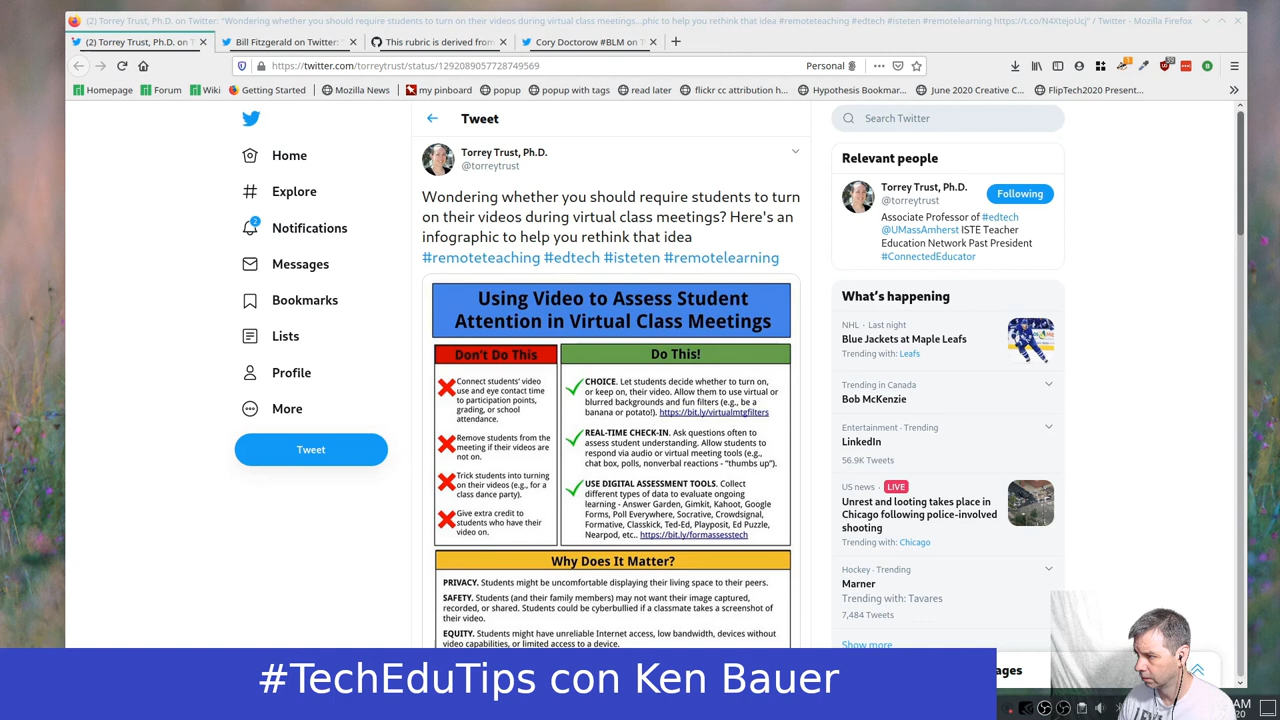 (2) Torrey Trust, Ph.D. on Twitter: "Wondering whether you should require students to turn on their videos during virtual class meetings...phic to help you rethink that idea #remoteteaching #edtech #isteten #remotelearning https://t.co/N4XtejoUcj" / Twitter - Mozilla Firefox
(2) Torrey Trust, Ph.D. on T
Bill Fitzgerald on Twitter: "
This rubric is derived from
Cory Doctorow #BLM on T
https://twitter.com/torreytrust/status/1292089057728749569
Personal
Homepage
Forum
Wiki
Getting Started
Mozilla News
my pinboard
popup
popup with tags
read later
flickr cc attribution h...
Hypothesis Bookmar...
June 2020 Creative C...
FlipTech2020 Present...
Home
Explore
2
Notifications
Messages
Bookmarks
Lists
Profile
More
Tweet
Tweet
Torrey Trust, Ph.D.
@torreytrust
Wondering whether you should require students to turn
on their videos during virtual class meetings? Here's an
infographic to help you rethink that idea
#remoteteaching #edtech #isteten #remotelearning
Using Video to Assess Student
Attention in Virtual Class Meetings
Don't Do This
Connect students' video
use and eye contact time
to participation points,
grading, or school
attendance.
Remove students from the
meeting if their videos are
not on.
Trick students into turning
on their videos (e.g., for a
class dance party).
Give extra credit to
students who have their
video on.
Do This!
CHOICE. Let students decide whether to turn on,
or keep on, their video. Allow them to use virtual or
blurred backgrounds and fun filters (e.g., be a
banana or potato!). https://bit.ly/virtualmtgfilters
REAL-TIME CHECK-IN. Ask questions often to
assess student understanding. Allow students to
respond via audio or virtual meeting tools (e.g.,
chat box, polls, nonverbal reactions - "thumbs up").
USE DIGITAL ASSESSMENT TOOLS. Collect
different types of data to evaluate ongoing
learning - Answer Garden, Gimkit, Kahoot, Google
Forms, Poll Everywhere, Socrative, Crowdsignal,
Formative, Classkick, Ted-Ed, Playposit, Ed Puzzle,
Nearpod, etc.. https://bit.ly/formassesstech
Why Does It Matter?
PRIVACY. Students might be uncomfortable displaying their living space to their peers.
SAFETY. Students (and their family members) may not want their image captured,
recorded, or shared. Students could be cyberbullied if a classmate takes a screenshot of
their video.
EQUITY. Students might have unreliable Internet access, low bandwidth, devices without
video capabilities, or limited access to a device.
Search Twitter
Relevant people
Torrey Trust, Ph.D.
@torreytrust
Following
Associate Professor of #edtech
@UMassAmherst ISTE Teacher
Education Network Past President
#ConnectedEducator
What's happening
NHL · Last night
Blue Jackets at Maple Leafs
Trending with: Leafs
Trending in Canada
Bob McKenzie
Entertainment · Trending
LinkedIn
56.9K Tweets
US news · LIVE
Unrest and looting takes place in
Chicago following police-involved
shooting
Trending with: Chicago
Hockey · Trending
Marner
Trending with: Tavares
7,484 Tweets
Show more
#TechEduTips con Ken Bauer